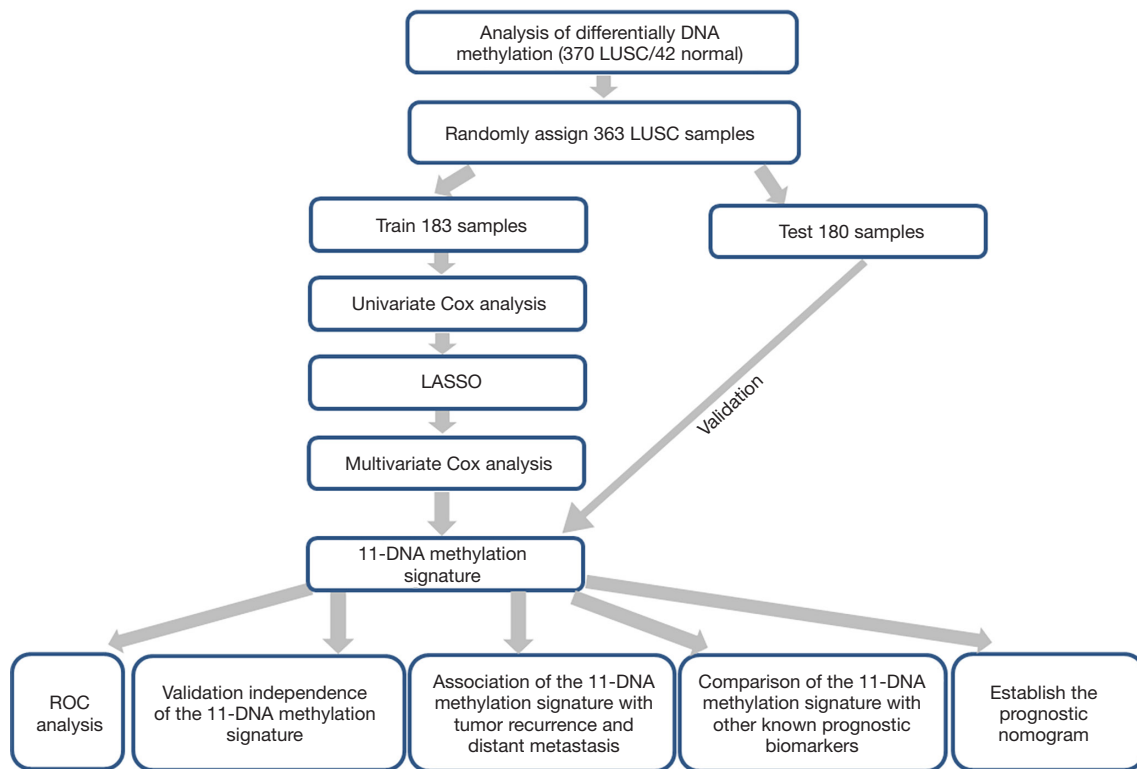 Analysis of differentially DNA
methylation (370 LUSC/42 normal)
Randomly assign 363 LUSC samples
Train 183 samples
Test 180 samples
Univariate Cox analysis
LASSO
Validation
Multivariate Cox analysis
11-DNA methylation
signature
ROC
analysis
Validation independence
of the 11-DNA methylation
signature
Association of the 11-DNA
methylation signature with
tumor recurrence and
distant metastasis
Comparison of the 11-DNA
methylation signature with
other known prognostic
biomarkers
Establish the
prognostic
nomogram